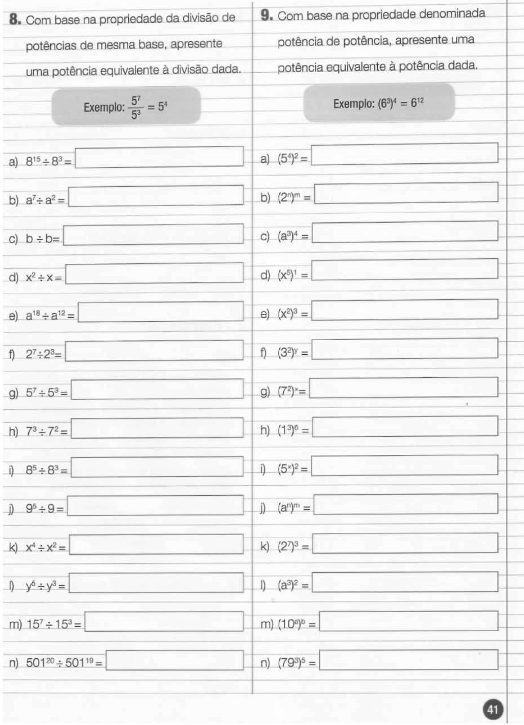 8. Com base na propriedade da divisão de
potências de mesma base, apresente
uma potência equivalente à divisão dada.
Exemplo: 5⁷/5³ = 5⁴
a) 8¹⁵ ÷ 8³ =
b) a⁷ ÷ a² =
c) b ÷ b=
d) x² ÷ x =
e) a¹⁸ ÷ a¹² =
f) 2⁷÷2³=
g) 5⁷ ÷ 5³ =
h) 7³ ÷ 7² =
i) 8⁵ ÷ 8³ =
j) 9⁵ ÷ 9 =
k) x⁴ ÷ x² =
l) y⁶ ÷ y³ =
m) 15⁷ ÷ 15³ =
n) 501²⁰ ÷ 501¹⁹ =
9. Com base na propriedade denominada
potência de potência, apresente uma
potência equivalente à potência dada.
Exemplo: (6³)⁴ = 6¹²
a) (5⁴)² =
b) (2ⁿ)ᵐ =
c) (a³)⁴ =
d) (x⁵)¹ =
e) (x²)³ =
f) (3²)ʸ =
g) (7²)ˣ =
h) (1³)⁶ =
i) (5ˣ)² =
j) (aⁿ)ᵐ =
k) (2⁷)³ =
l) (a³)² =
m) (10ᵃ)ᵇ =
n) (79³)⁵ =
41